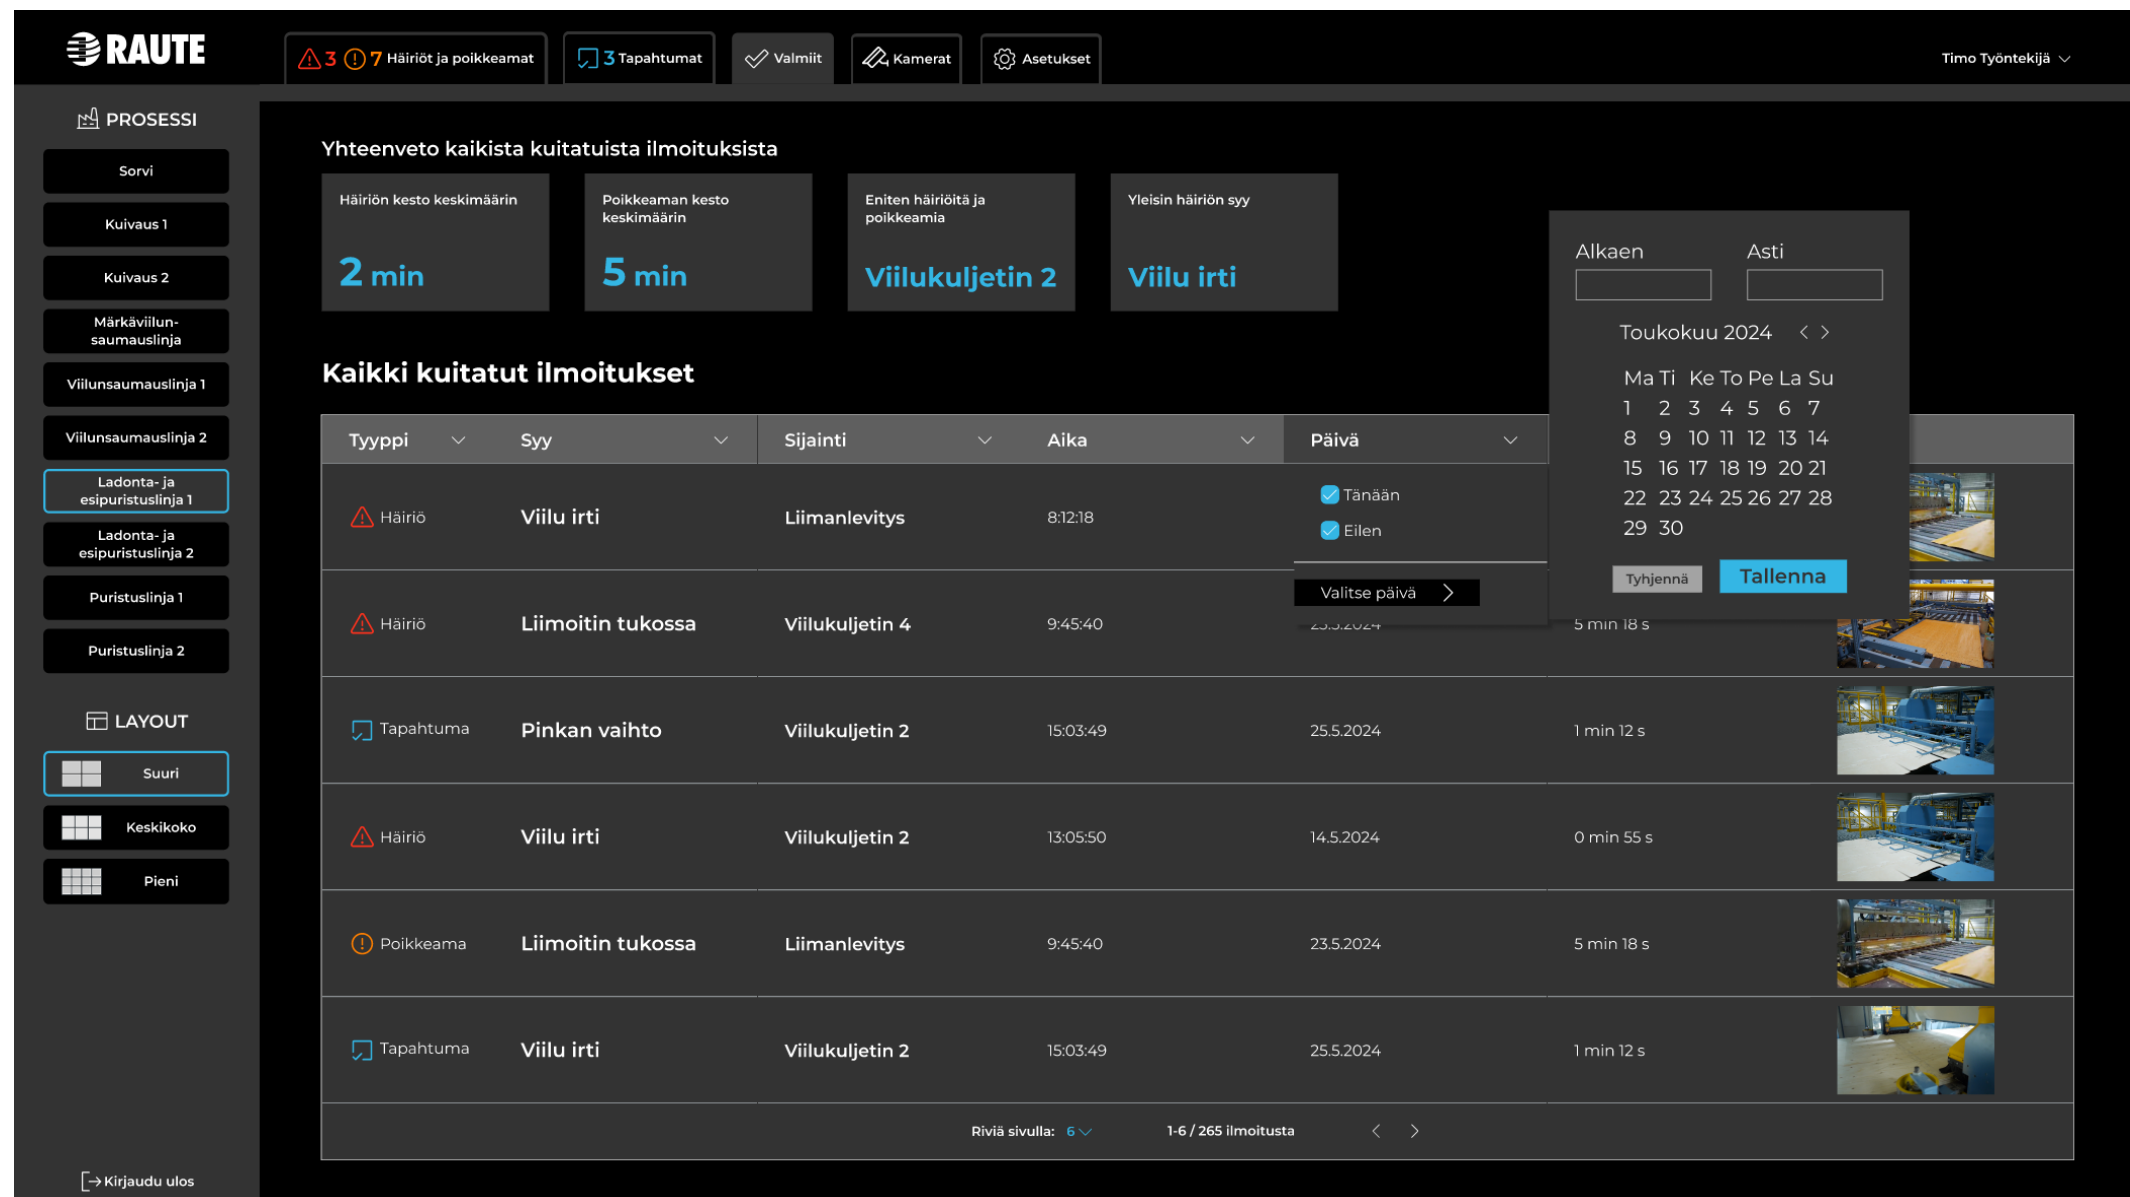 RAUTE
3 7 Häiriöt ja poikkeamat
3 Tapahtumat
Valmiit
Kamerat
Asetukset
Timo Työntekijä
PROSESSI
Sorvi
Kuivaus 1
Kuivaus 2
Märkäviilun-
saumauslinja
Viilunsaumauslinja 1
Viilunsaumauslinja 2
Ladonta- ja
esipuristuslinja 1
Ladonta- ja
esipuristuslinja 2
Puristuslinja 1
Puristuslinja 2
LAYOUT
Suuri
Keskikoko
Pieni
Kirjaudu ulos
Yhteenveto kaikista kuitatuista ilmoituksista
Häiriön kesto keskimäärin
2 min
Poikkeaman kesto
keskimäärin
5 min
Eniten häiriöitä ja
poikkeamia
Viilukuljetin 2
Yleisin häiriön syy
Viilu irti
Kaikki kuitatut ilmoitukset
Tyyppi Syy Sijainti Aika Päivä
Häiriö Viilu irti Liimanlevitys 8:12:18
Tänään
Eilen
Valitse päivä
Alkaen Asti
Toukokuu 2024
Ma Ti Ke To Pe La Su
1 2 3 4 5 6 7
8 9 10 11 12 13 14
15 16 17 18 19 20 21
22 23 24 25 26 27 28
29 30
Tyhjennä Tallenna
Häiriö Liimoitin tukossa Viilukuljetin 4 9:45:40 23.5.2024 5 min 18 s
Tapahtuma Pinkan vaihto Viilukuljetin 2 15:03:49 25.5.2024 1 min 12 s
Häiriö Viilu irti Viilukuljetin 2 13:05:50 14.5.2024 0 min 55 s
Poikkeama Liimoitin tukossa Liimanlevitys 9:45:40 23.5.2024 5 min 18 s
Tapahtuma Viilu irti Viilukuljetin 2 15:03:49 25.5.2024 1 min 12 s
Riviä sivulla: 6 1-6 / 265 ilmoitusta